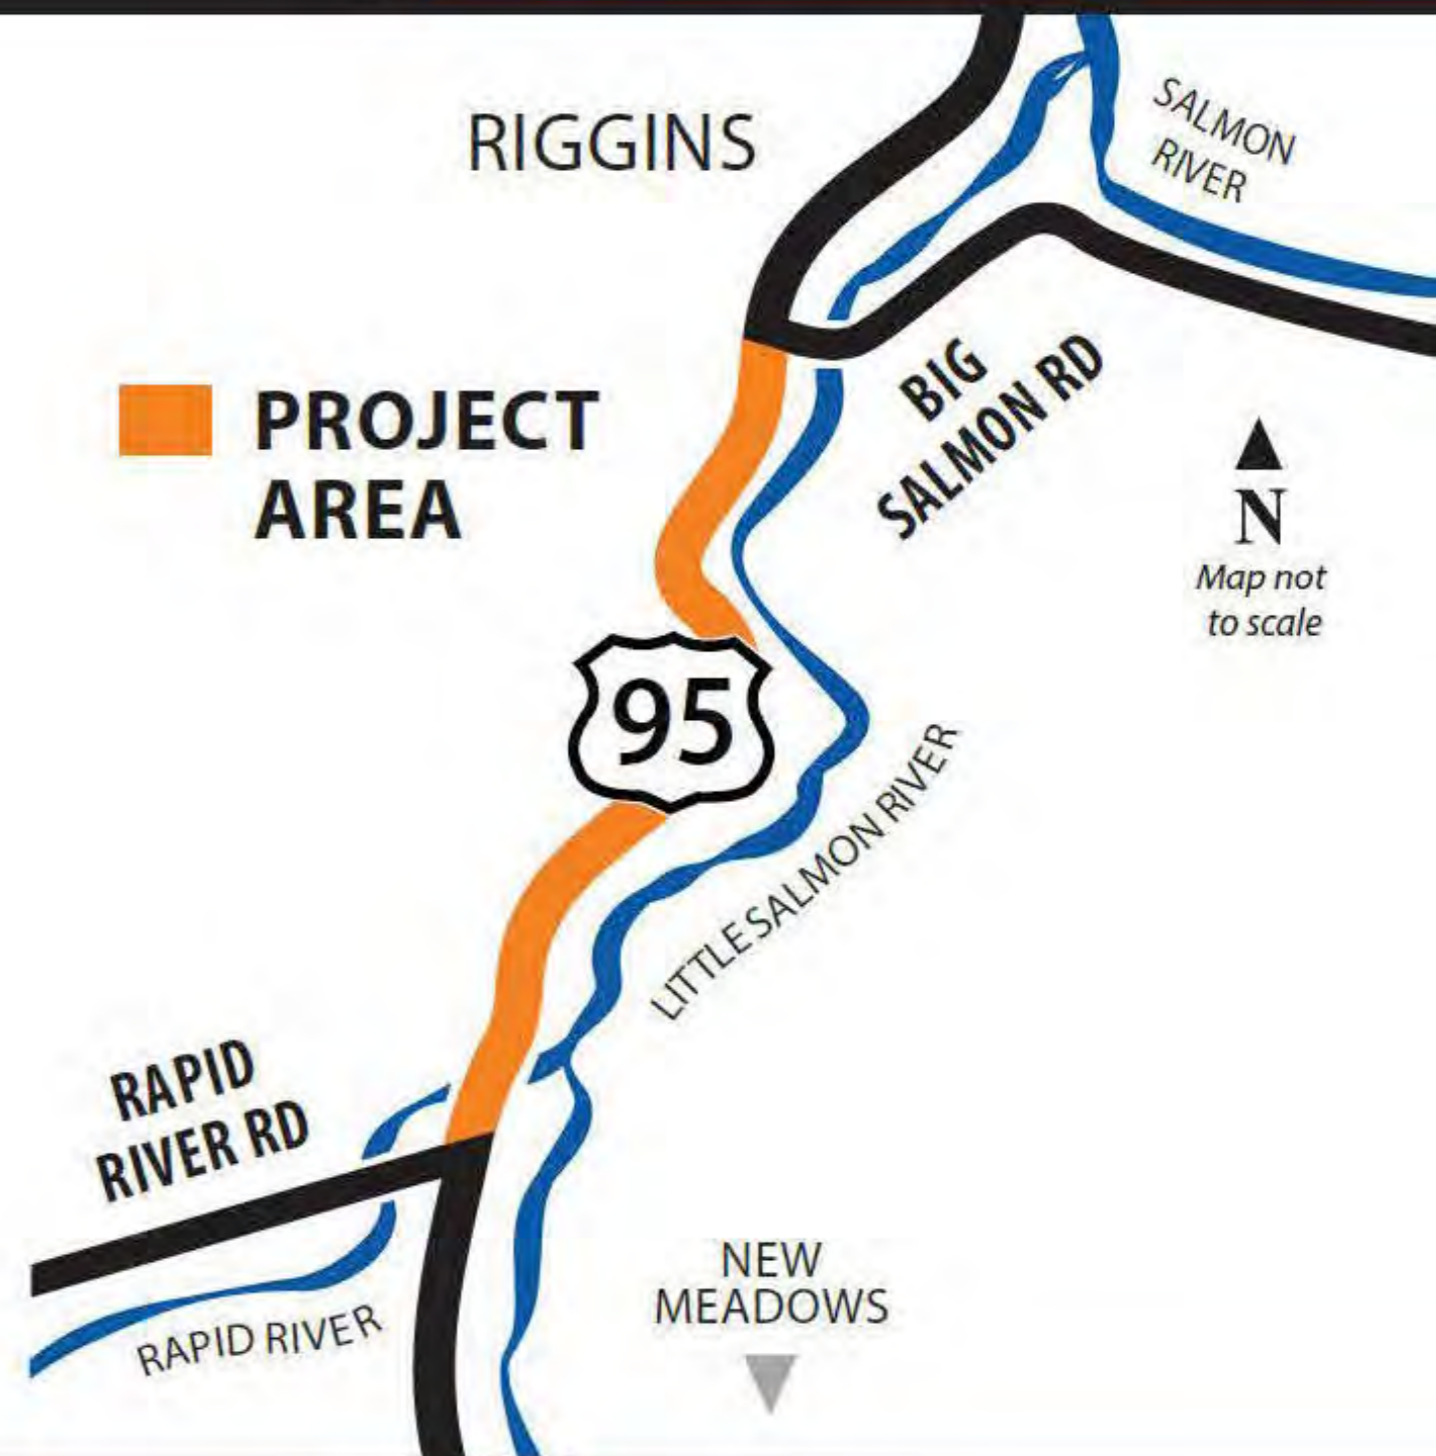 RIGGINS
SALMON
RIVER
PROJECT
AREA
BIG
SALMON RD
N
Map not
to scale
95
LITTLE SALMON RIVER
RAPID
RIVER RD
RAPID RIVER
NEW
MEADOWS